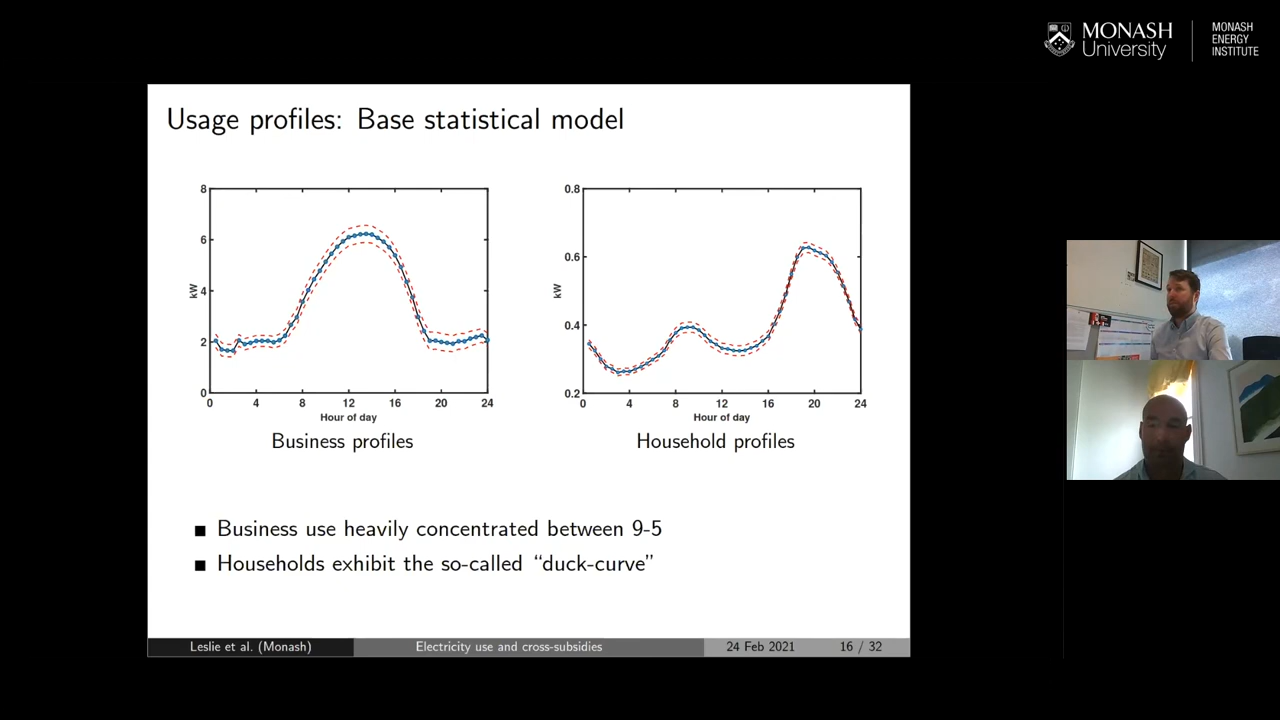 MONASH University
MONASH ENERGY INSTITUTE
Usage profiles: Base statistical model
8
6
4
2
0
kW
0 4 8 12 16 20 24
Hour of day
Business profiles
0.8
0.6
0.4
0.2
kW
0 4 8 12 16 20 24
Hour of day
Household profiles
■ Business use heavily concentrated between 9-5
■ Households exhibit the so-called “duck-curve”
Leslie et al. (Monash) Electricity use and cross-subsidies 24 Feb 2021 16 / 32